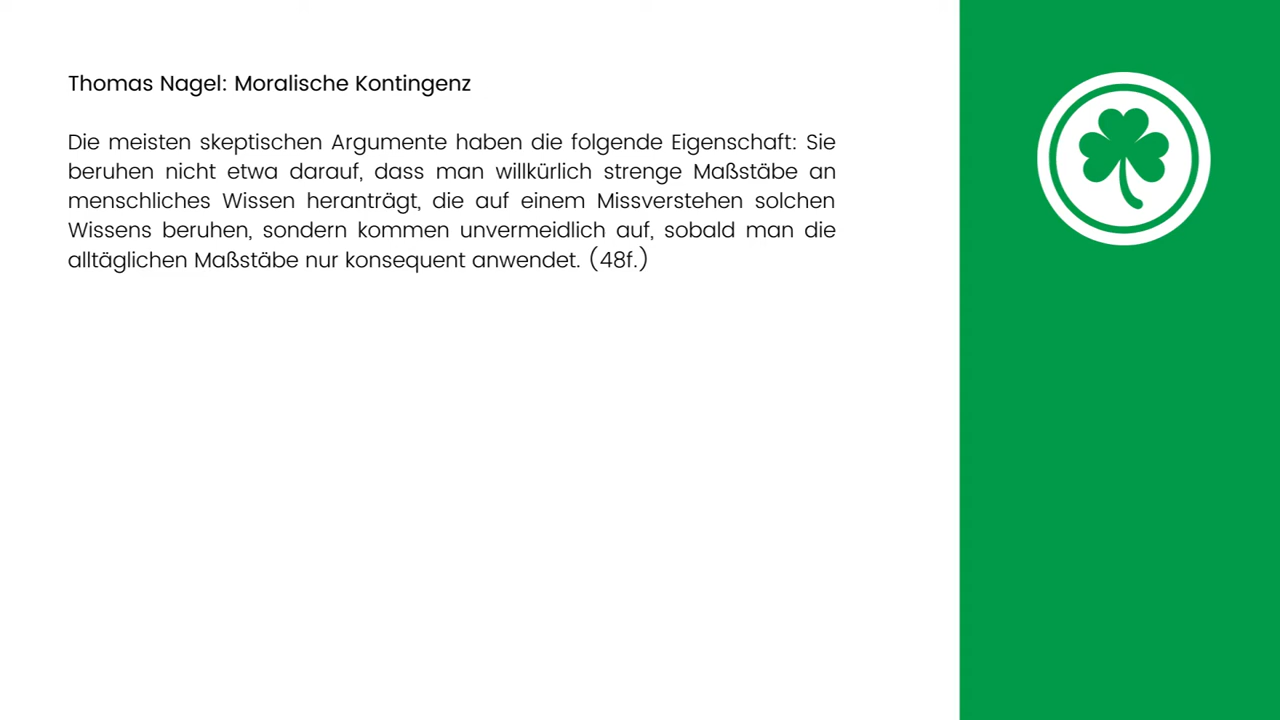 Thomas Nagel: Moralische Kontingenz
Die meisten skeptischen Argumente haben die folgende Eigenschaft: Sie
beruhen nicht etwa darauf, dass man willkürlich strenge Maßstäbe an
menschliches Wissen heranträgt, die auf einem Missverstehen solchen
Wissens beruhen, sondern kommen unvermeidlich auf, sobald man die
alltäglichen Maßstäbe nur konsequent anwendet. (48f.)